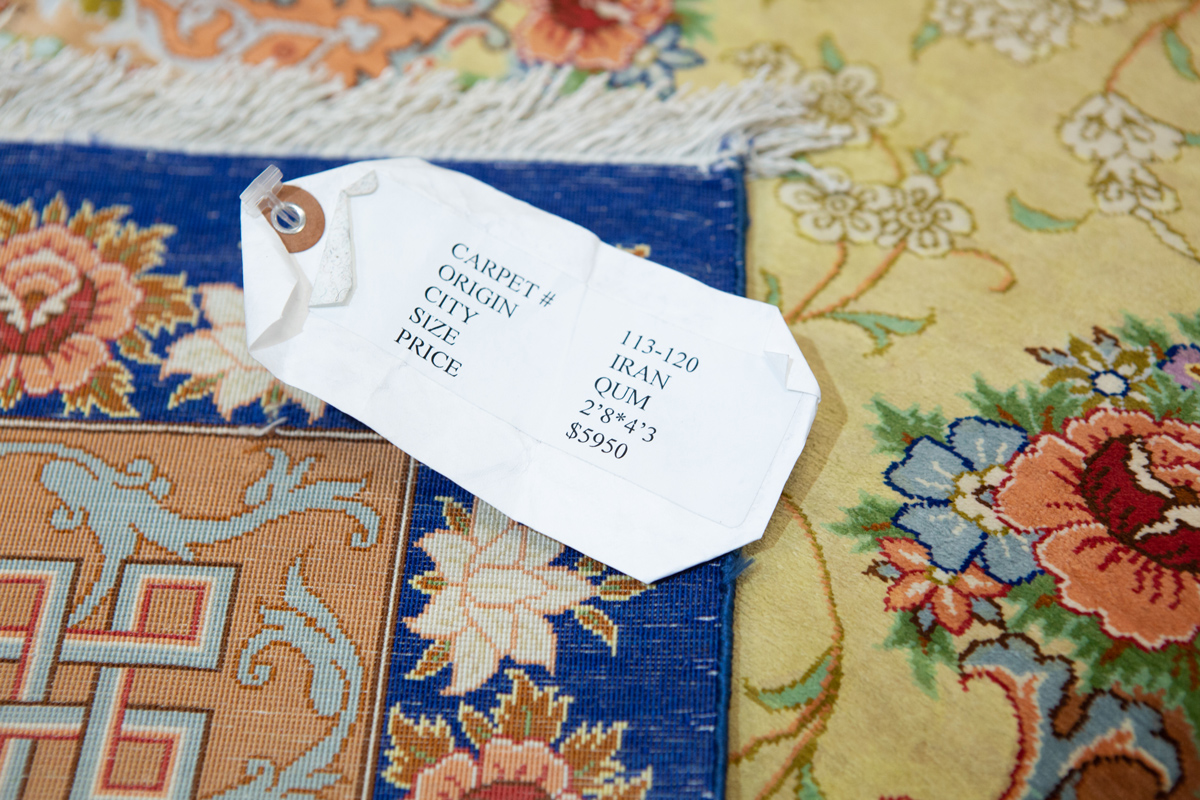 CARPET # 113-120
ORIGIN IRAN
CITY QUM
SIZE 2’8*4’3
PRICE $5950